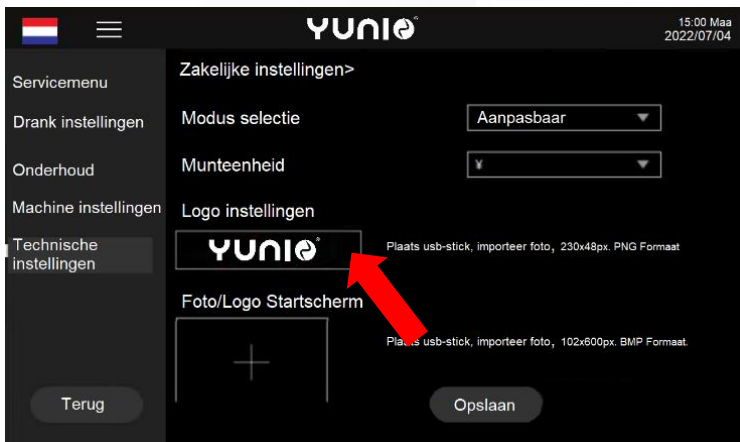 YUNIO
15:00 Maa
2022/07/04
Servicemenu
Drank instellingen
Onderhoud
Machine instellingen
Technische
instellingen
Terug
Zakelijke instellingen>
Modus selectie
Aanpasbaar
Munteenheid
¥
Logo instellingen
YUNIO
Plaats usb-stick, importeer foto, 230x48px. PNG Formaat
Foto/Logo Startscherm
Plaats usb-stick, importeer foto, 102x600px. BMP Formaat.
Opslaan